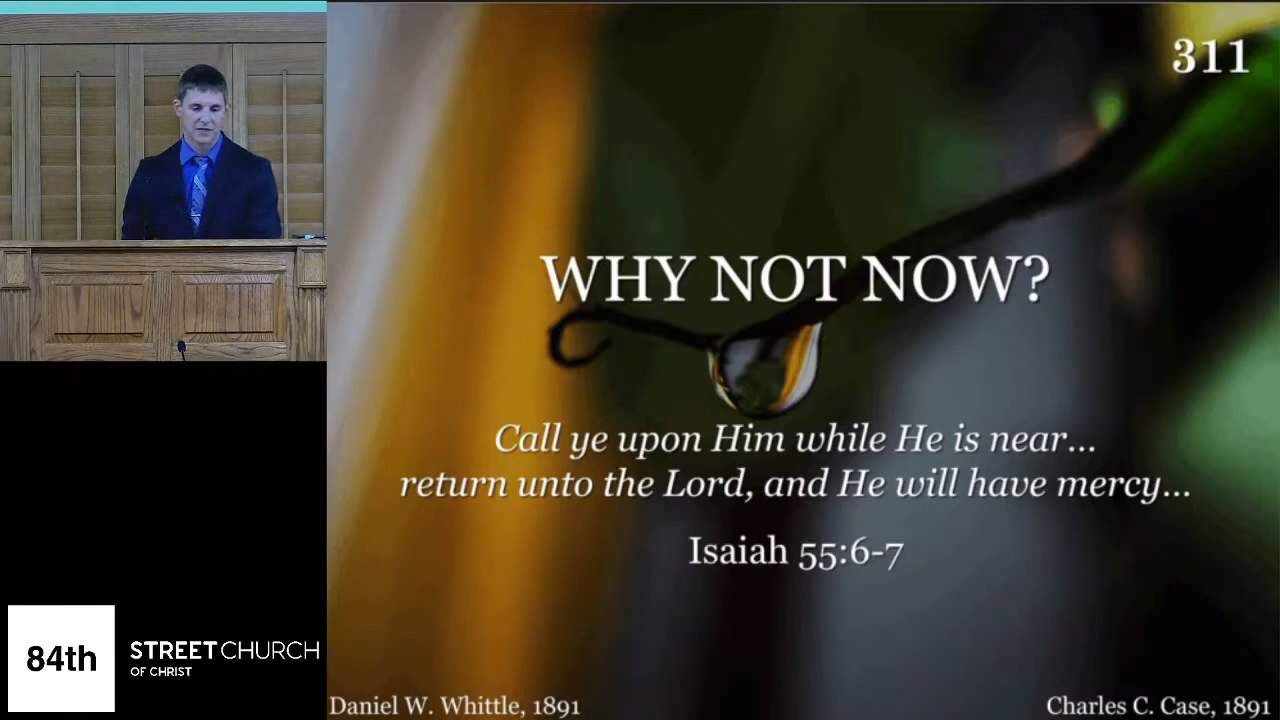 311
WHY NOT NOW?
Call ye upon Him while He is near...
return unto the Lord, and He will have mercy...
Isaiah 55:6-7
84th
STREET CHURCH
OF CHRIST
Daniel W. Whittle, 1891
Charles C. Case, 1891